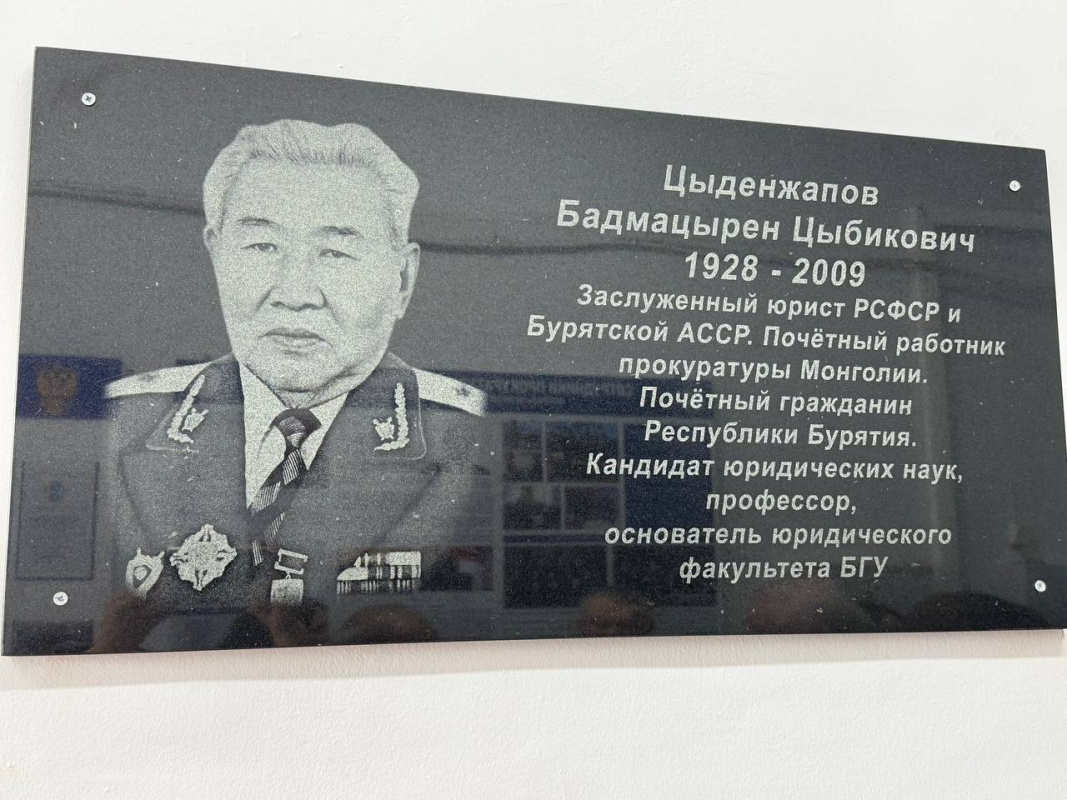 Цыденжапов
Бадмацырен Цыбикович
1928 - 2009
Заслуженный юрист РСФСР и
Бурятской АССР. Почётный работник
прокуратуры Монголии.
Почётный гражданин
Республики Бурятия.
Кандидат юридических наук,
профессор,
основатель юридического
факультета БГУ